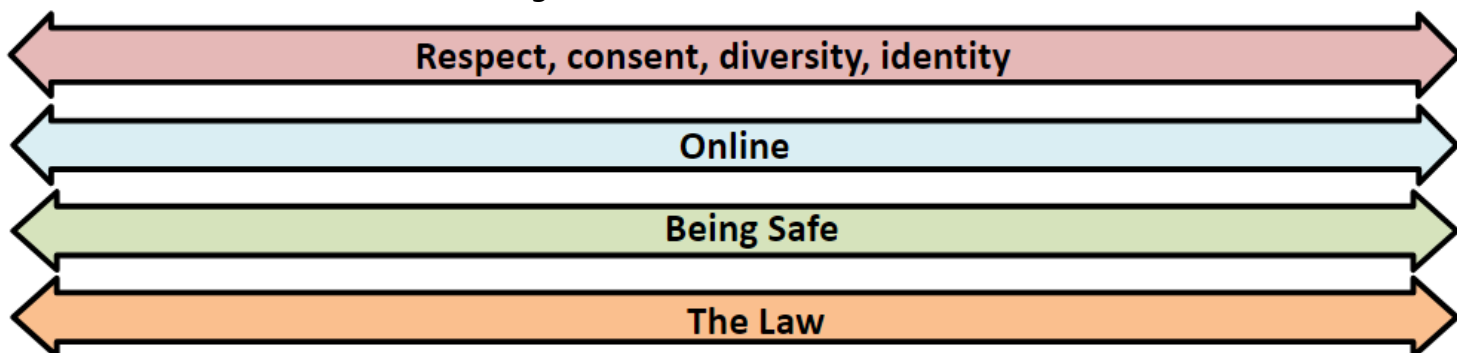 Respect, consent, diversity, identity
Online
Being Safe
The Law